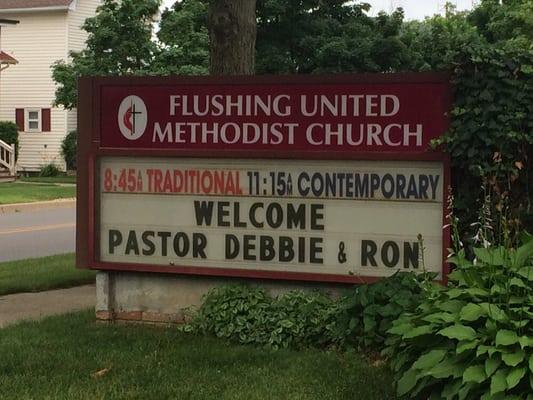 FLUSHING UNITED
METHODIST CHURCH
8:45A TRADITIONAL 11:15A CONTEMPORARY
WELCOME
PASTOR DEBBIE & RON